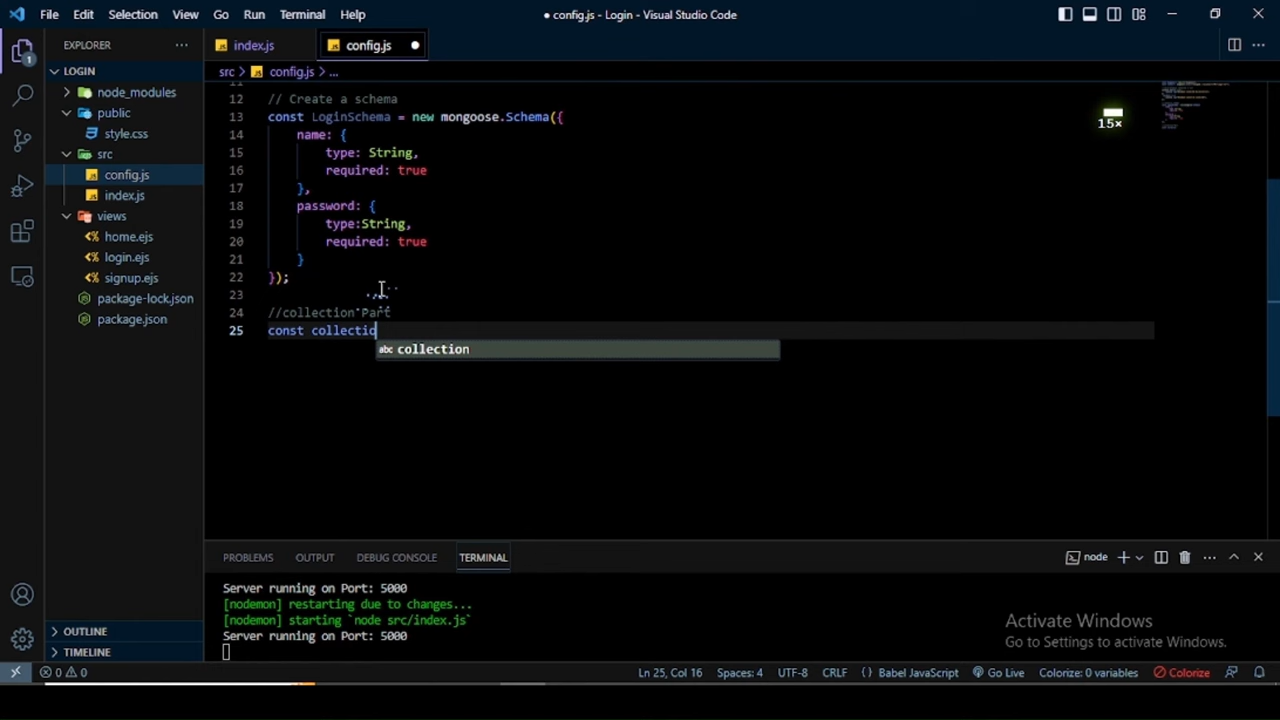 File Edit Selection View Go Run Terminal Help
● config.js - Login - Visual Studio Code
EXPLORER
index.js
config.js
LOGIN
node_modules
public
style.css
src
config.js
index.js
views
home.ejs
login.ejs
signup.ejs
package-lock.json
package.json
OUTLINE
TIMELINE
1
src > config.js > ...
11
12 // Create a schema
13 const LoginSchema = new mongoose.Schema({
14 name: {
15 type: String,
16 required: true
17 },
18 password: {
19 type:String,
20 required: true
21 }
22 });
23
24 //collection Part
25 const collectio
abc collection
15×
PROBLEMS OUTPUT DEBUG CONSOLE TERMINAL
node
Server running on Port: 5000
[nodemon] restarting due to changes...
[nodemon] starting `node src/index.js`
Server running on Port: 5000
Activate Windows
Go to Settings to activate Windows.
0 0
Ln 25, Col 16 Spaces: 4 UTF-8 CRLF {} Babel JavaScript Go Live Colorize: 0 variables Colorize